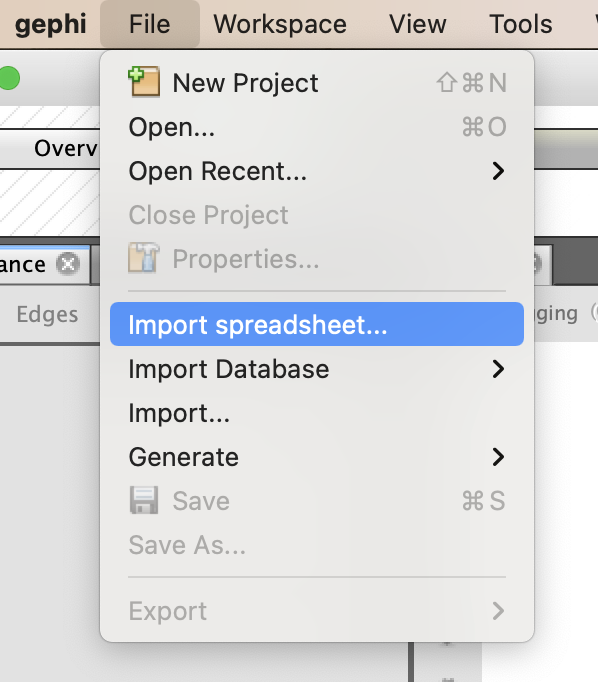 gephi File Workspace View Tools
New Project ⇧⌘N
Overv
Open... ⌘O
Open Recent...
Close Project
ance
Properties...
Edges
Import spreadsheet...
ging
Import Database
Import...
Generate
Save ⌘S
Save As...
Export